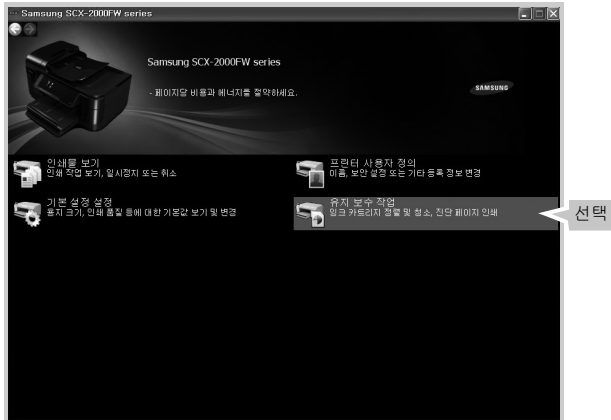 Samsung SCX-2000FW series
Samsung SCX-2000FW series
- 페이지당 비용과 에너지를 절약하세요.
SAMSUNG
인쇄물 보기
인쇄 작업 보기, 일시정지 또는 취소
프린터 사용자 정의
이름, 보안 설정 또는 기타 등록 정보 변경
기본 설정 설정
용지 크기, 인쇄 품질 등에 대한 기본값 보기 및 변경
유지 보수 작업
잉크 카트리지 정렬 및 청소, 진단 페이지 인쇄
선택